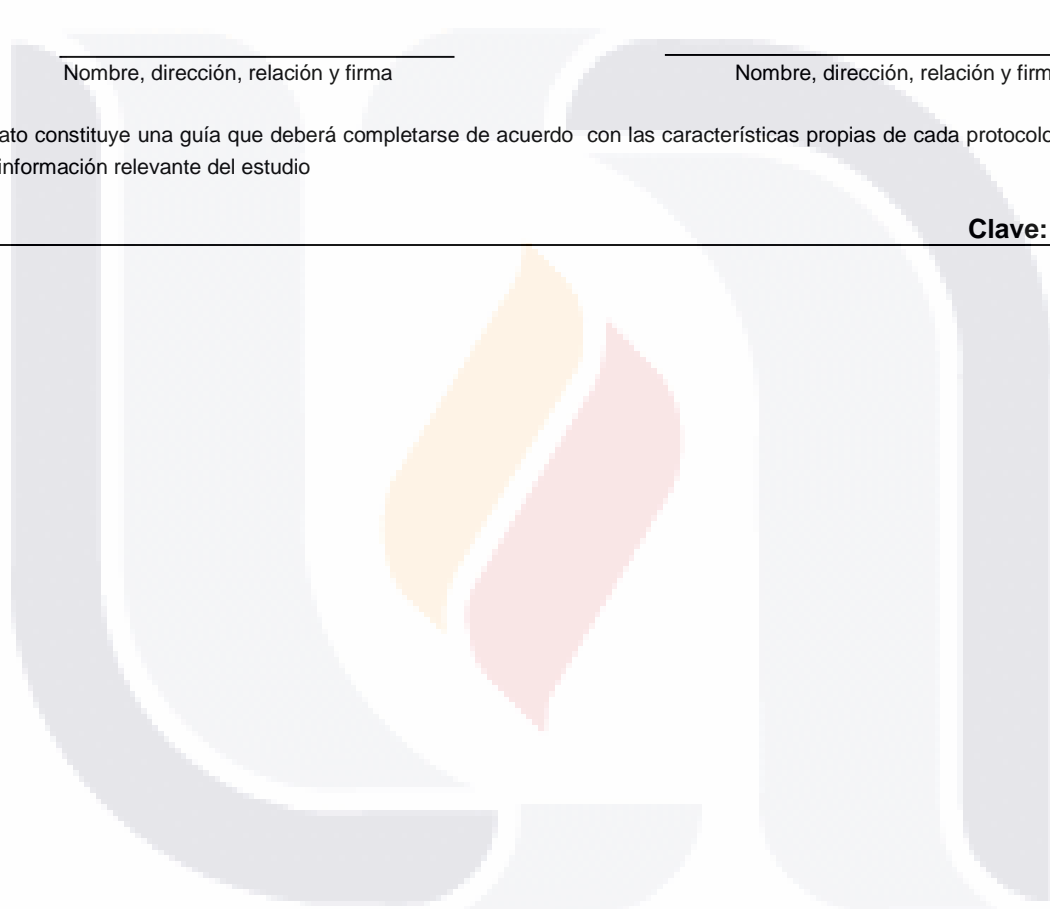 Nombre, dirección, relación y firma Nombre, dirección, relación y firm
ato constituye una guía que deberá completarse de acuerdo con las características propias de cada protocolo
información relevante del estudio
Clave: